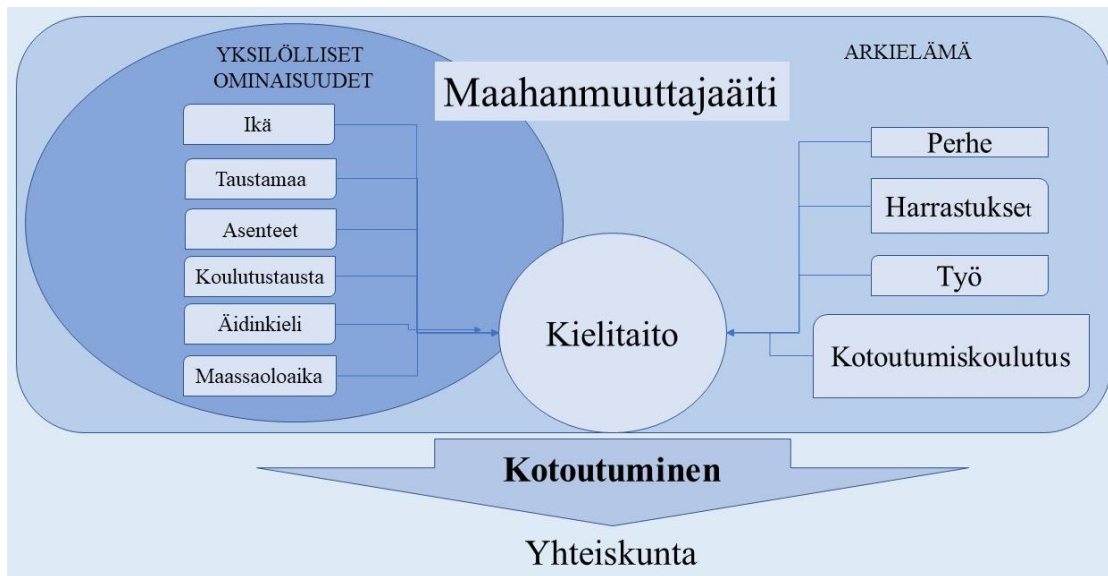 YKSILÖLLISET
OMINAISUUDET
Ikä
Taustamaa
Asenteet
Koulutustausta
Äidinkieli
Maassaoloaika
Maahanmuuttajaäiti
ARKIELÄMÄ
Perhe
Harrastukset
Työ
Kotoutumiskoulutus
Kielitaito
Kotoutuminen
Yhteiskunta